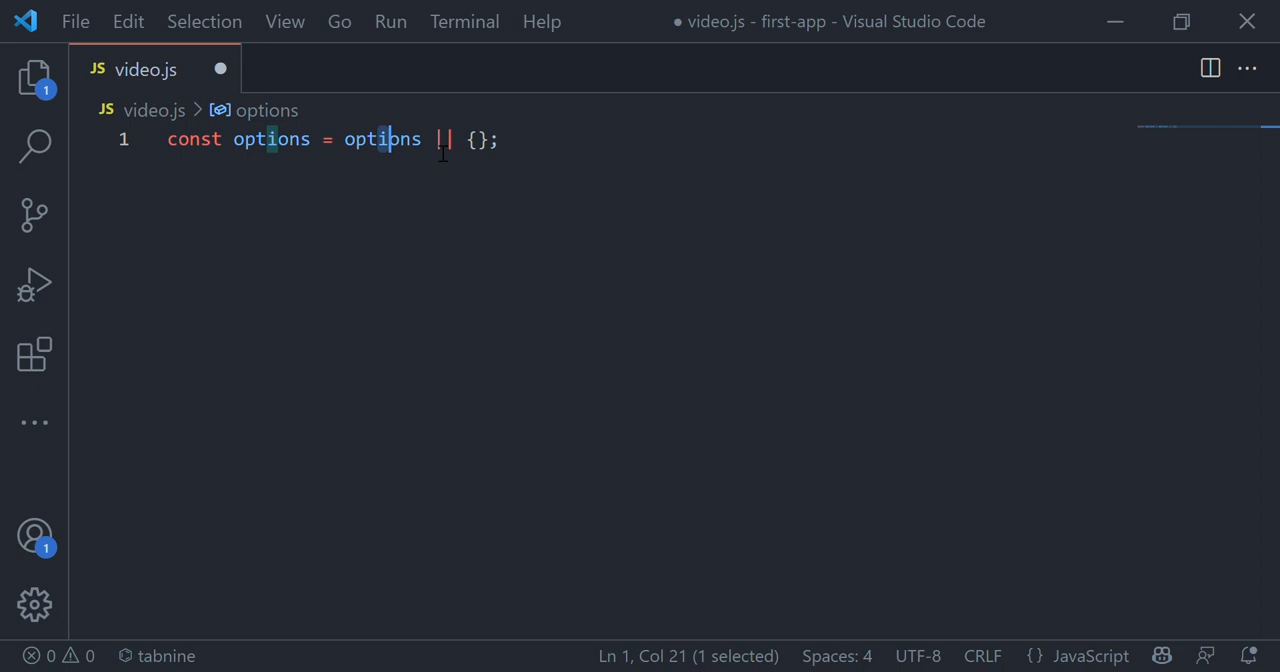 File Edit Selection View Go Run Terminal Help ● video.js - first-app - Visual Studio Code
JS video.js
1
JS video.js > options
1 const options = options || {};
1
0 0 tabnine Ln 1, Col 21 (1 selected) Spaces: 4 UTF-8 CRLF {} JavaScript